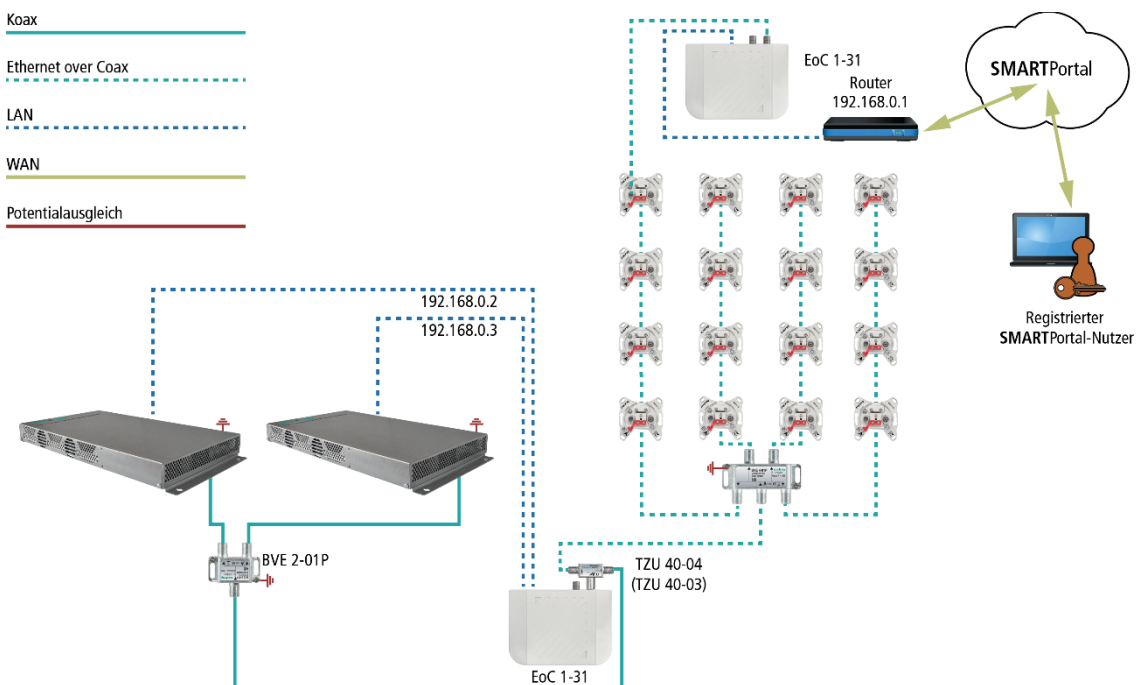 Koax
Ethernet over Coax
LAN
WAN
Potentialausgleich
EoC 1-31
Router
192.168.0.1
SMARTPortal
Registrierter
SMARTPortal-Nutzer
192.168.0.2
192.168.0.3
BVE 2-01P
TZU 40-04
(TZU 40-03)
EoC 1-31